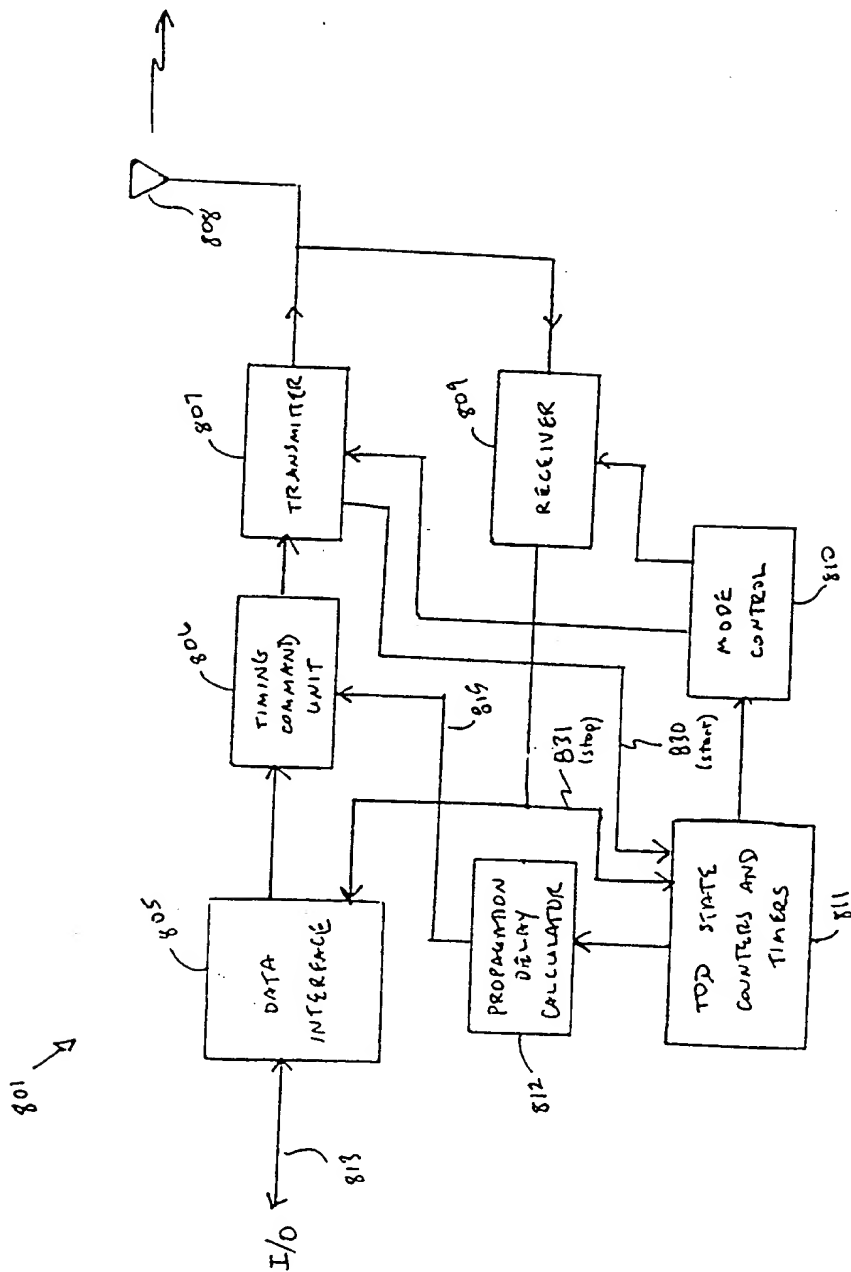 801
I/O
813
805
DATA
INTERFACE
806
TIMING
COMMAND
UNIT
807
TRANSMITTER
808
809
RECEIVER
815
831
(stop)
830
(start)
812
PROPAGATION
DELAY
CALCULATOR
TDD STATE
COUNTERS AND
TIMERS
811
MODE
CONTROL
810